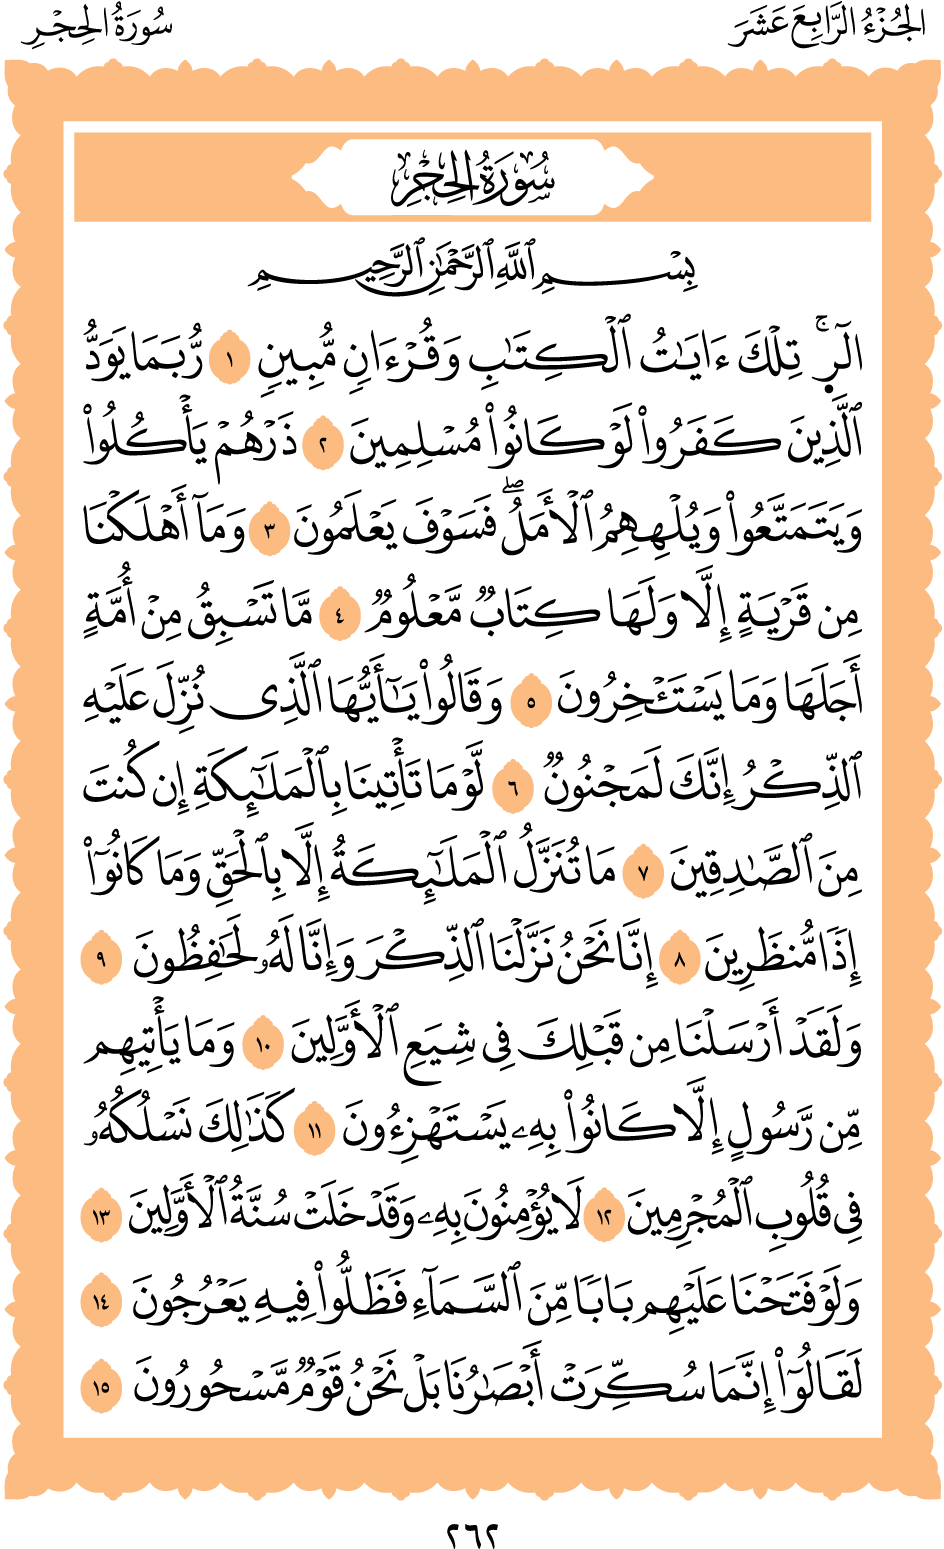 الجُزْءُ الرَّابِعَ عَشَرَ
سُورَةُ الحِجْرِ
سُورَةُ الحِجْرِ
بِسْمِ ٱللَّهِ ٱلرَّحْمَٰنِ ٱلرَّحِيمِ
الٓرۚ تِلْكَ ءَايَٰتُ ٱلْكِتَٰبِ وَقُرْءَانٖ مُّبِينٖ ١ رُّبَمَا يَوَدُّ
ٱلَّذِينَ كَفَرُواْ لَوْ كَانُواْ مُسْلِمِينَ ٢ ذَرْهُمْ يَأْكُلُواْ
وَيَتَمَتَّعُواْ وَيُلْهِهِمُ ٱلْأَمَلُۖ فَسَوْفَ يَعْلَمُونَ ٣ وَمَآ أَهْلَكْنَا
مِن قَرْيَةٍ إِلَّا وَلَهَا كِتَابٞ مَّعْلُومٞ ٤ مَّا تَسْبِقُ مِنْ أُمَّةٍ
أَجَلَهَا وَمَا يَسْتَـْٔخِرُونَ ٥ وَقَالُواْ يَٰٓأَيُّهَا ٱلَّذِى نُزِّلَ عَلَيْهِ
ٱلذِّكْرُ إِنَّكَ لَمَجْنُونٞ ٦ لَّوْمَا تَأْتِينَا بِٱلْمَلَٰٓئِكَةِ إِن كُنتَ
مِنَ ٱلصَّٰدِقِينَ ٧ مَا تُنَزَّلُ ٱلْمَلَٰٓئِكَةُ إِلَّا بِٱلْحَقِّ وَمَا كَانُوٓاْ
إِذٗا مُّنظَرِينَ ٨ إِنَّا نَحْنُ نَزَّلْنَا ٱلذِّكْرَ وَإِنَّا لَهُۥ لَحَٰفِظُونَ ٩
وَلَقَدْ أَرْسَلْنَا مِن قَبْلِكَ فِى شِيَعِ ٱلْأَوَّلِينَ ١٠ وَمَا يَأْتِيهِم
مِّن رَّسُولٍ إِلَّا كَانُواْ بِهِۦ يَسْتَهْزِءُونَ ١١ كَذَٰلِكَ نَسْلُكُهُۥ
فِى قُلُوبِ ٱلْمُجْرِمِينَ ١٢ لَا يُؤْمِنُونَ بِهِۦ وَقَدْ خَلَتْ سُنَّةُ ٱلْأَوَّلِينَ ١٣
وَلَوْ فَتَحْنَا عَلَيْهِم بَابٗا مِّنَ ٱلسَّمَآءِ فَظَلُّواْ فِيهِ يَعْرُجُونَ ١٤
لَقَالُوٓاْ إِنَّمَا سُكِّرَتْ أَبْصَٰرُنَا بَلْ نَحْنُ قَوْمٞ مَّسْحُورُونَ ١٥
٢٦٢